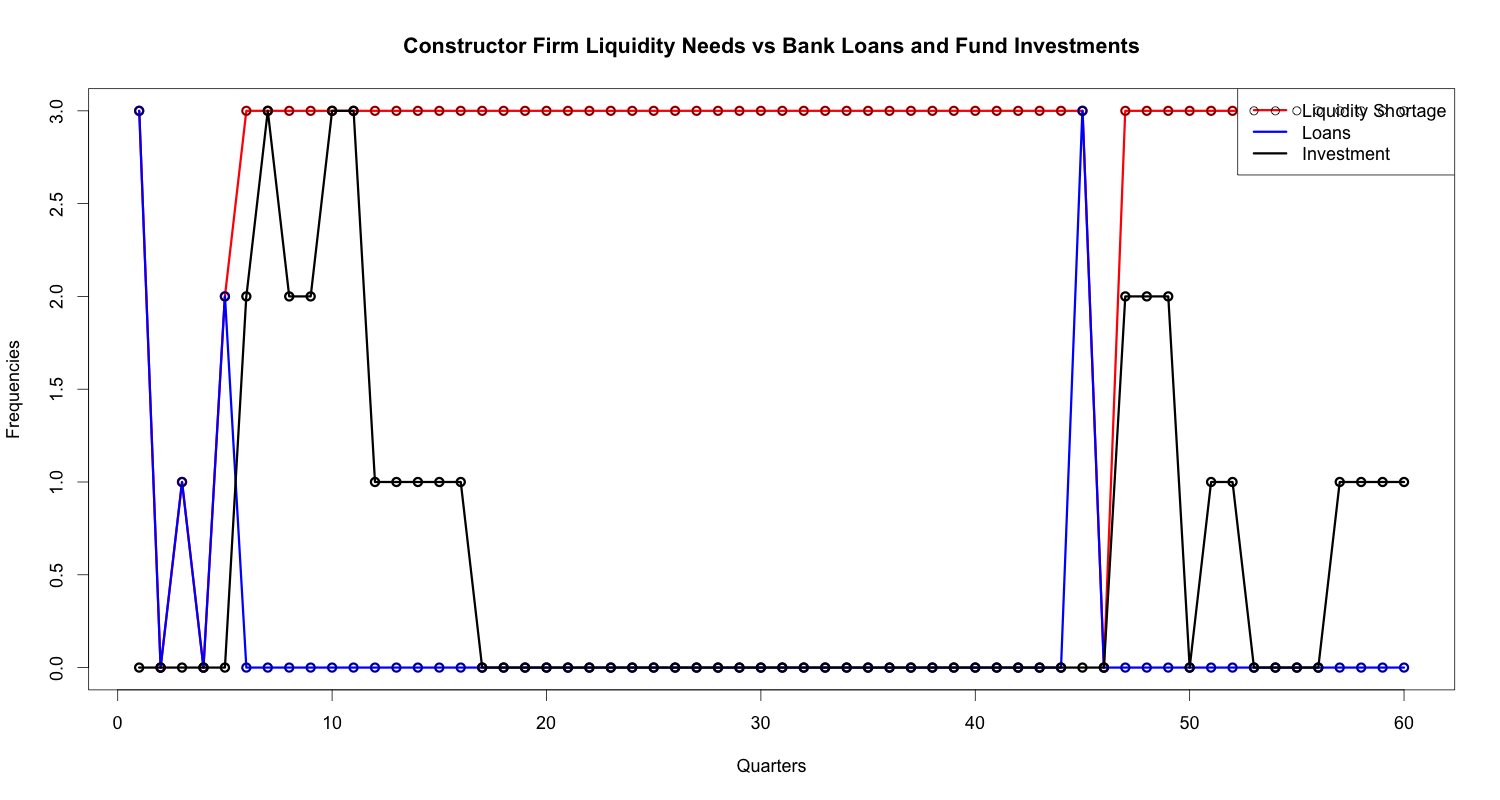 Constructor Firm Liquidity Needs vs Bank Loans and Fund Investments
Frequencies
3.0
2.5
2.0
1.5
1.0
0.5
0.0
Liquidity Shortage
Loans
Investment
0 10 20 30 40 50 60
Quarters